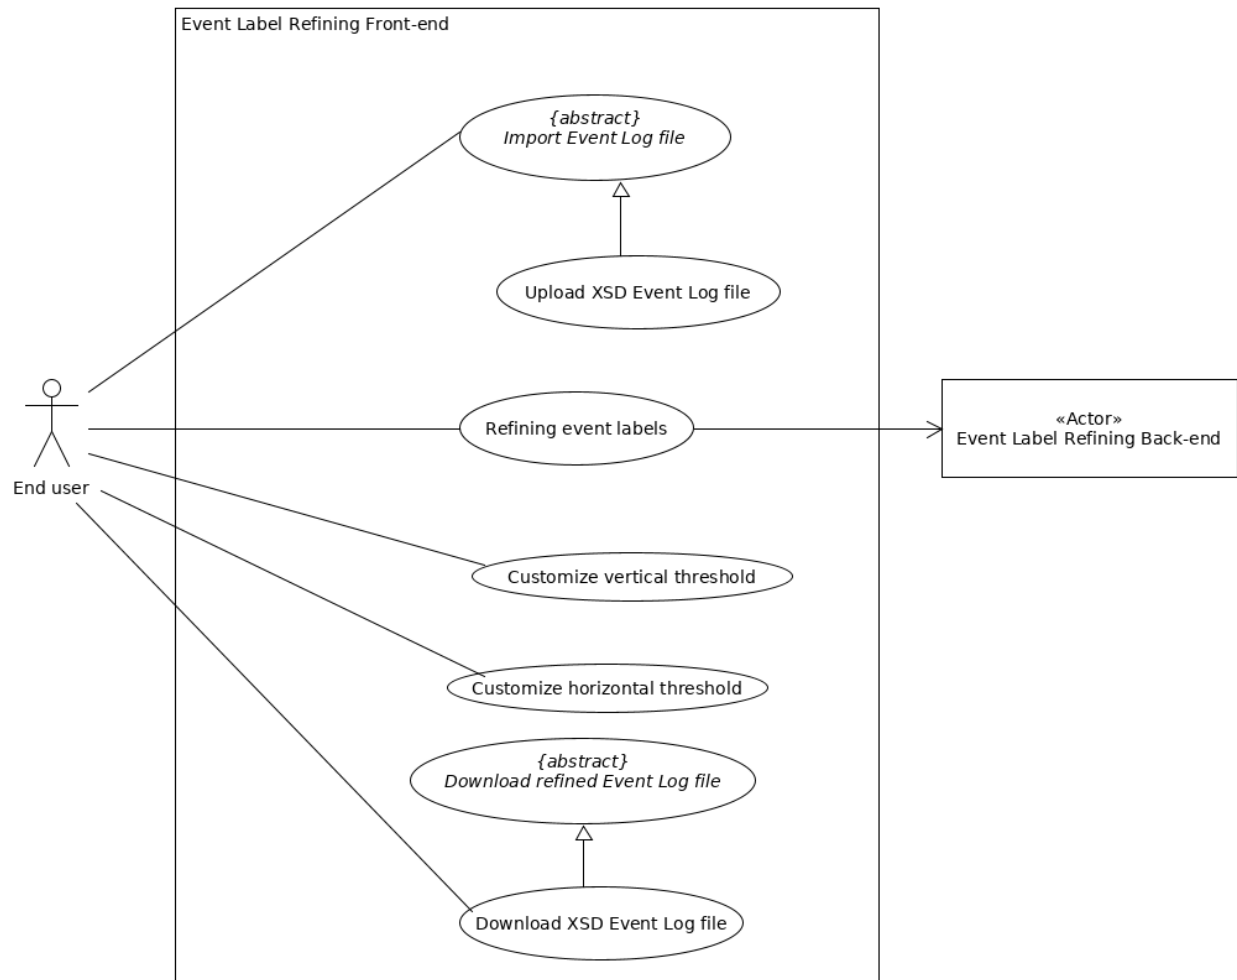 Event Label Refining Front-end
{abstract}
Import Event Log file
Upload XSD Event Log file
Refining event labels
«Actor»
Event Label Refining Back-end
End user
Customize vertical threshold
Customize horizontal threshold
{abstract}
Download refined Event Log file
Download XSD Event Log file